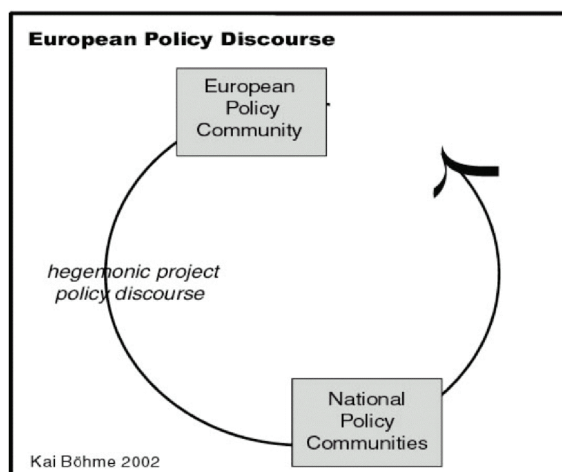 European Policy Discourse
European
Policy
Community
hegemonic project
policy discourse
National
Policy
Communities
Kai Böhme 2002